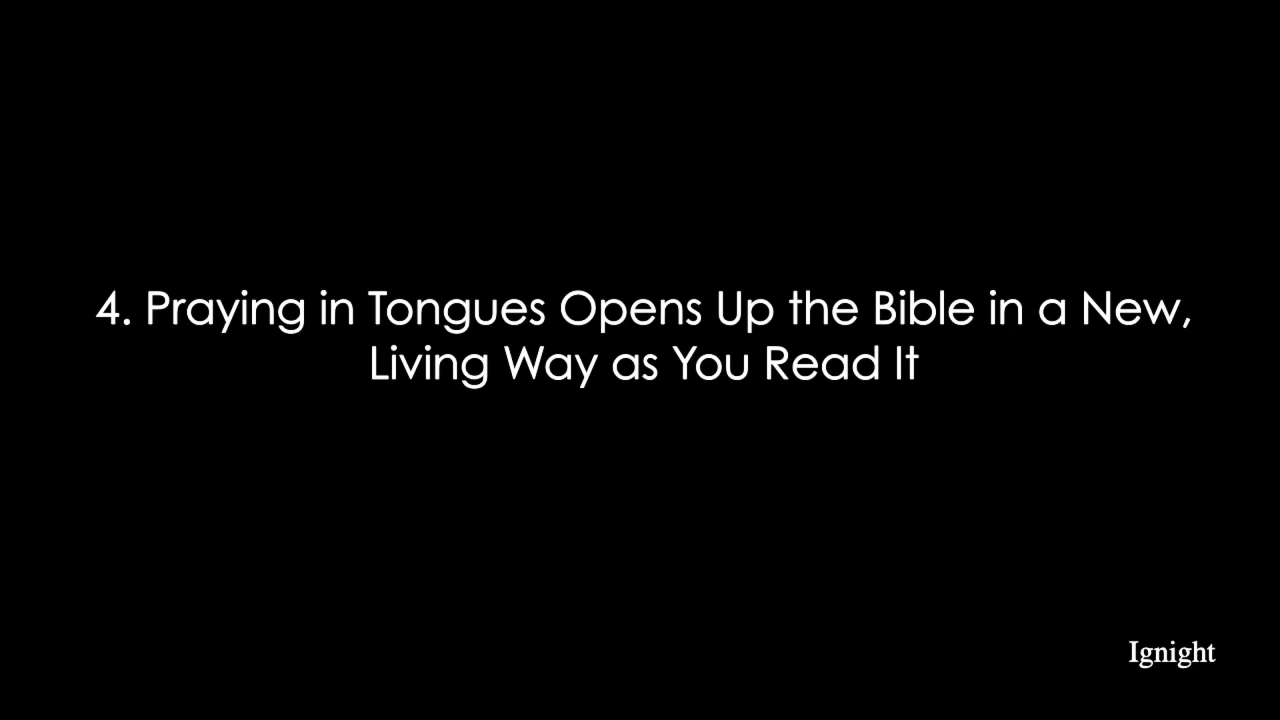 4. Praying in Tongues Opens Up the Bible in a New,
Living Way as You Read It
Ignight